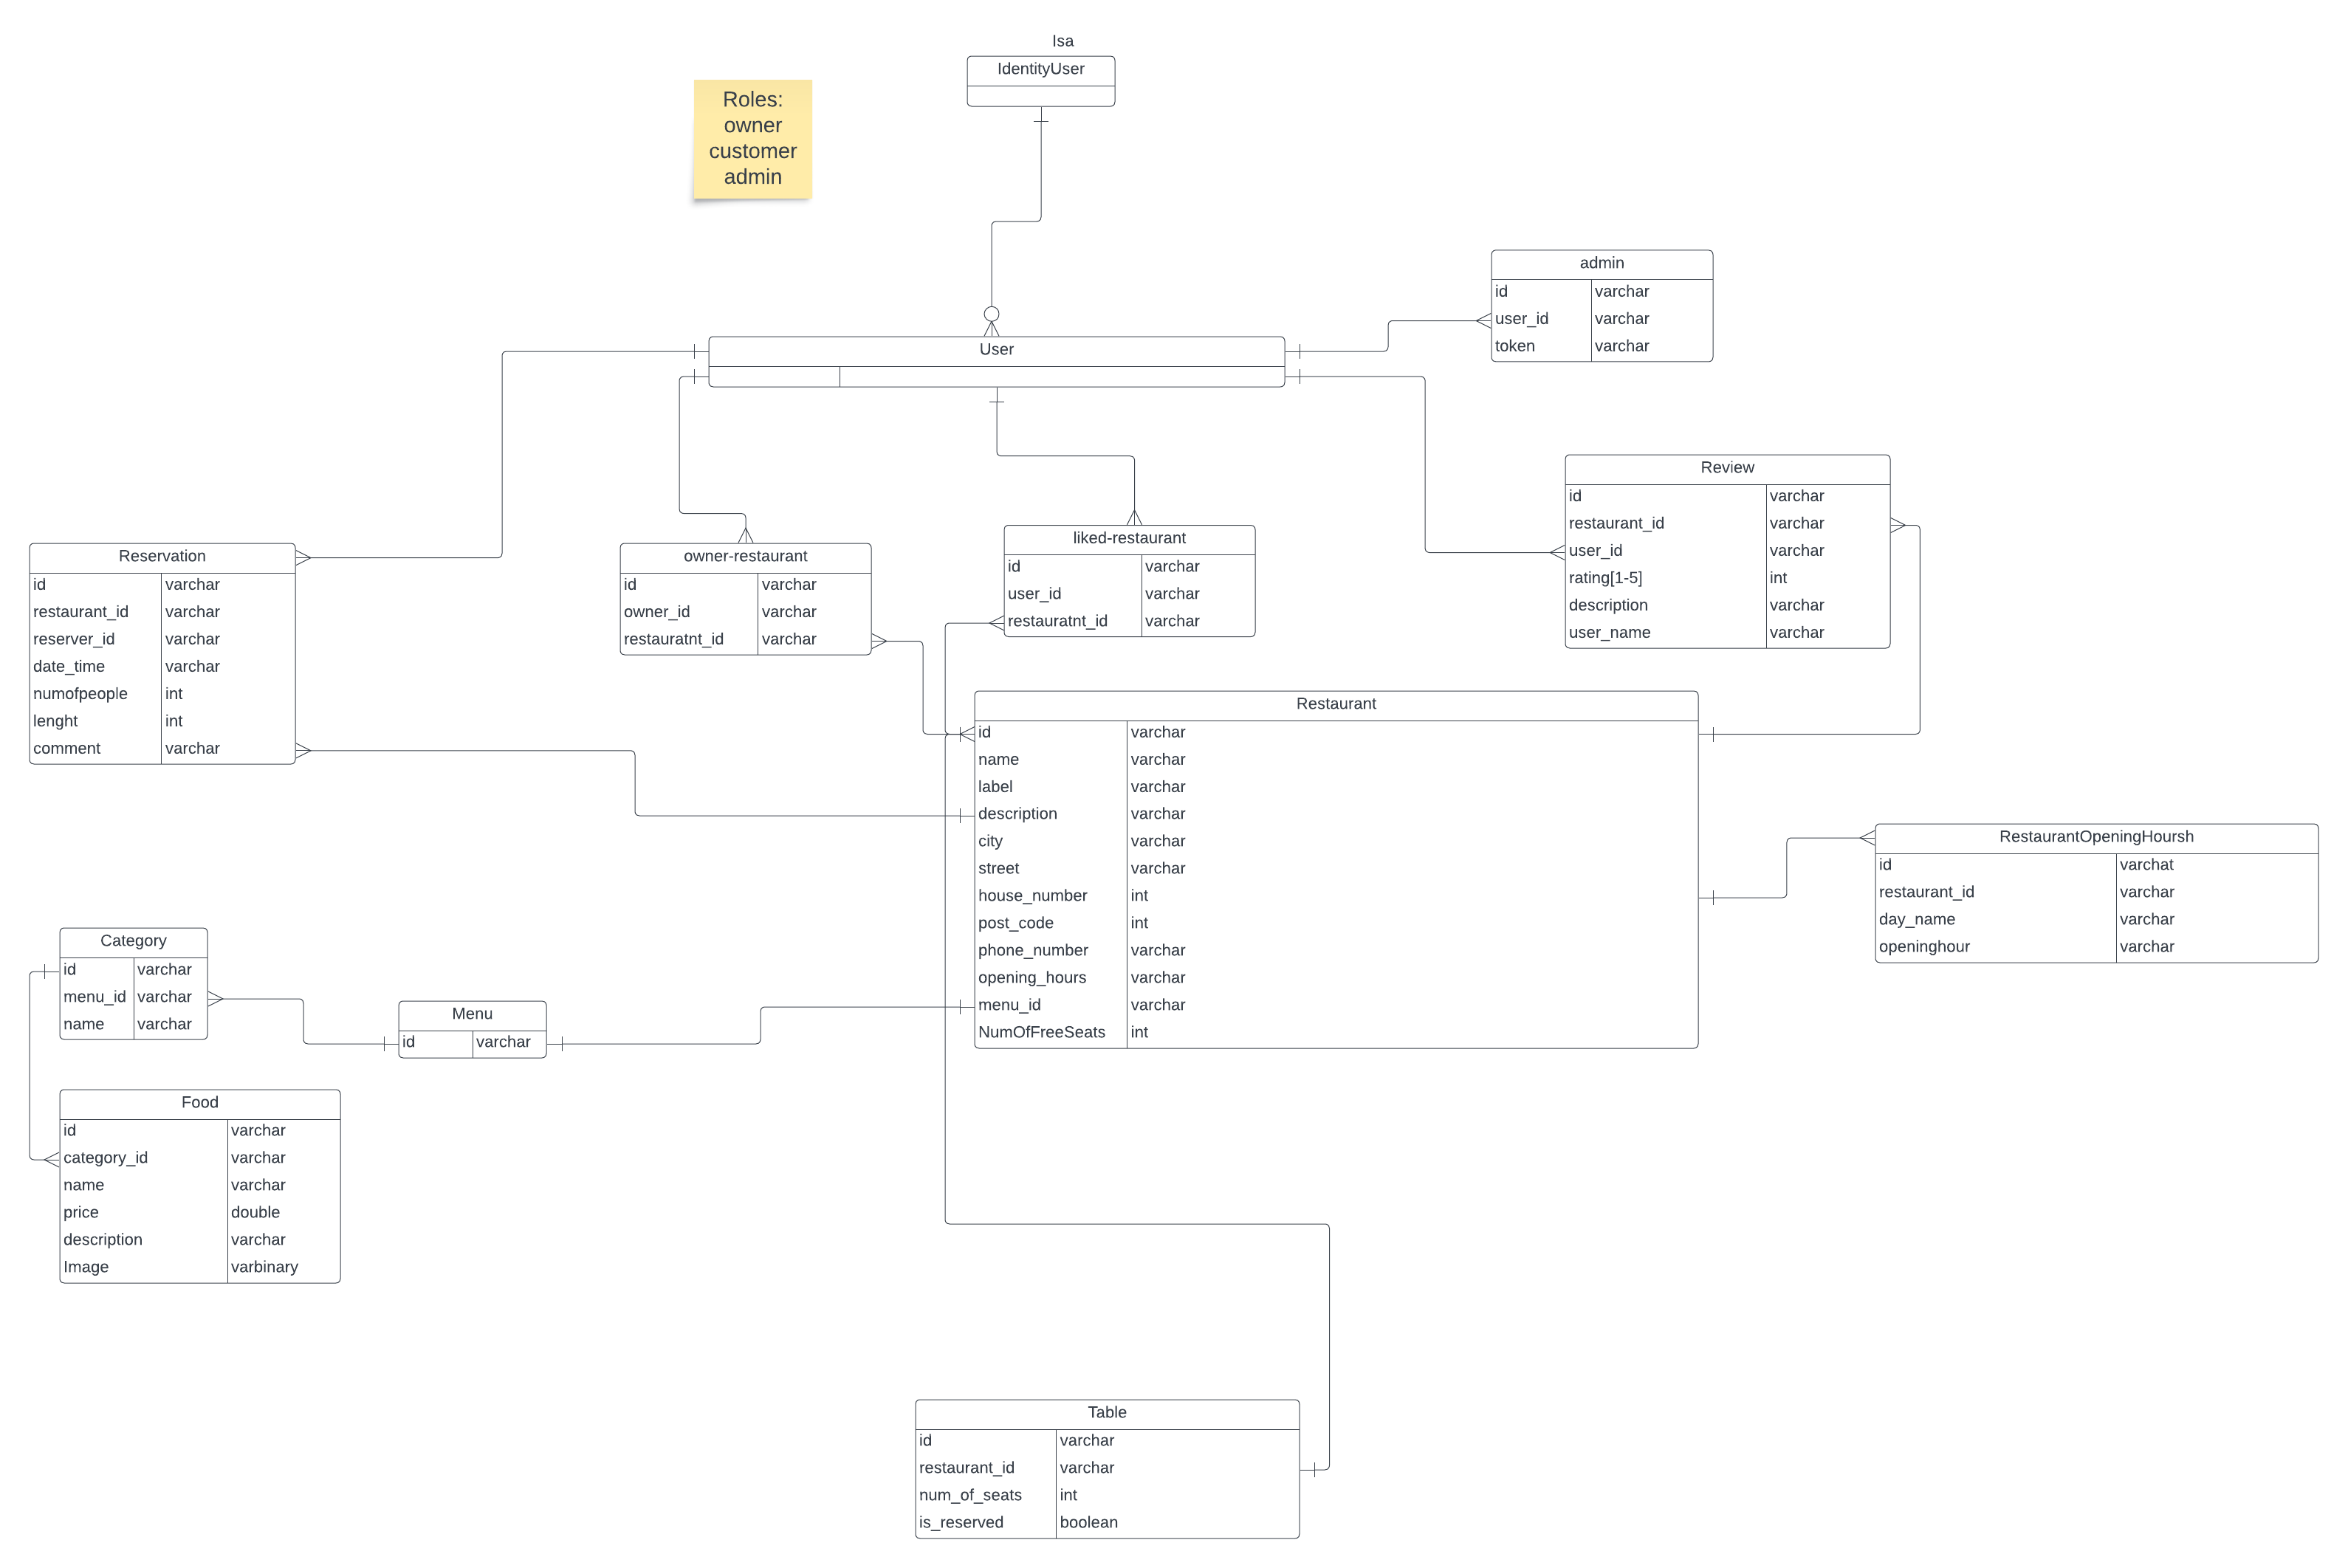 Isa
IdentityUser
Roles:
owner
customer
admin
admin
id varchar
user_id varchar
token varchar
User
Review
id varchar
restaurant_id varchar
user_id varchar
rating[1-5] int
description varchar
user_name varchar
liked-restaurant
id varchar
user_id varchar
restauratnt_id varchar
owner-restaurant
id varchar
owner_id varchar
restauratnt_id varchar
Reservation
id varchar
restaurant_id varchar
reserver_id varchar
date_time varchar
numofpeople int
lenght int
comment varchar
Restaurant
id varchar
name varchar
label varchar
description varchar
city varchar
street varchar
house_number int
post_code int
phone_number varchar
opening_hours varchar
menu_id varchar
NumOfFreeSeats int
RestaurantOpeningHoursh
id varchat
restaurant_id varchar
day_name varchar
openinghour varchar
Category
id varchar
menu_id varchar
name varchar
Menu
id varchar
Food
id varchar
category_id varchar
name varchar
price double
description varchar
Image varbinary
Table
id varchar
restaurant_id varchar
num_of_seats int
is_reserved boolean